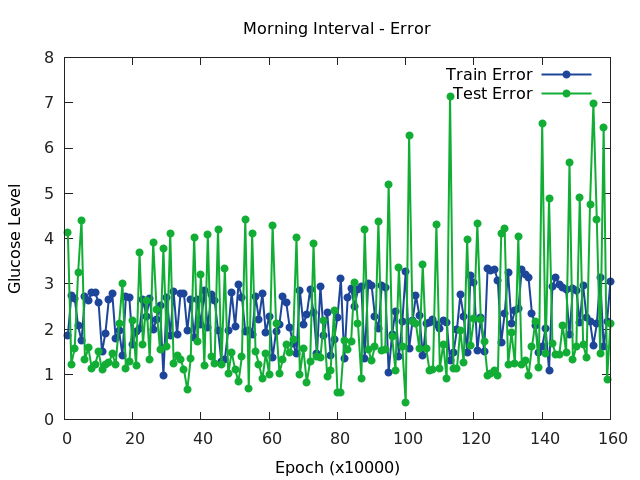 Morning Interval - Error
8
7
6
5
4
3
2
1
0
Glucose Level
Train Error
Test Error
0 20 40 60 80 100 120 140 160
Epoch (x10000)